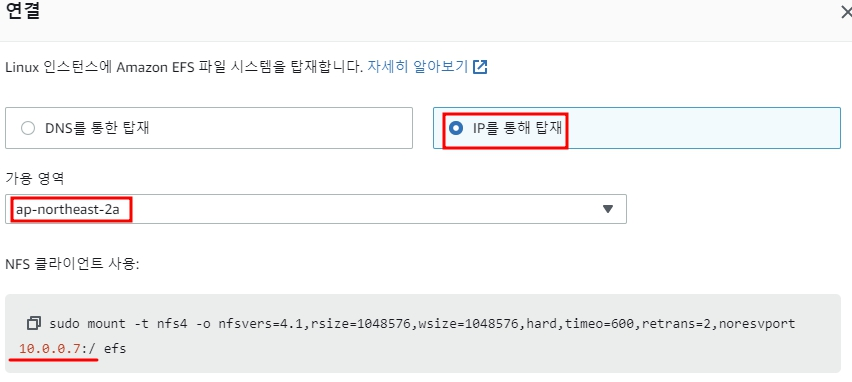 연결
Linux 인스턴스에 Amazon EFS 파일 시스템을 탑재합니다. 자세히 알아보기
DNS를 통한 탑재
IP를 통해 탑재
가용 영역
ap-northeast-2a
NFS 클라이언트 사용:
sudo mount -t nfs4 -o nfsvers=4.1,rsize=1048576,wsize=1048576,hard,timeo=600,retrans=2,noresvport
10.0.0.7:/ efs